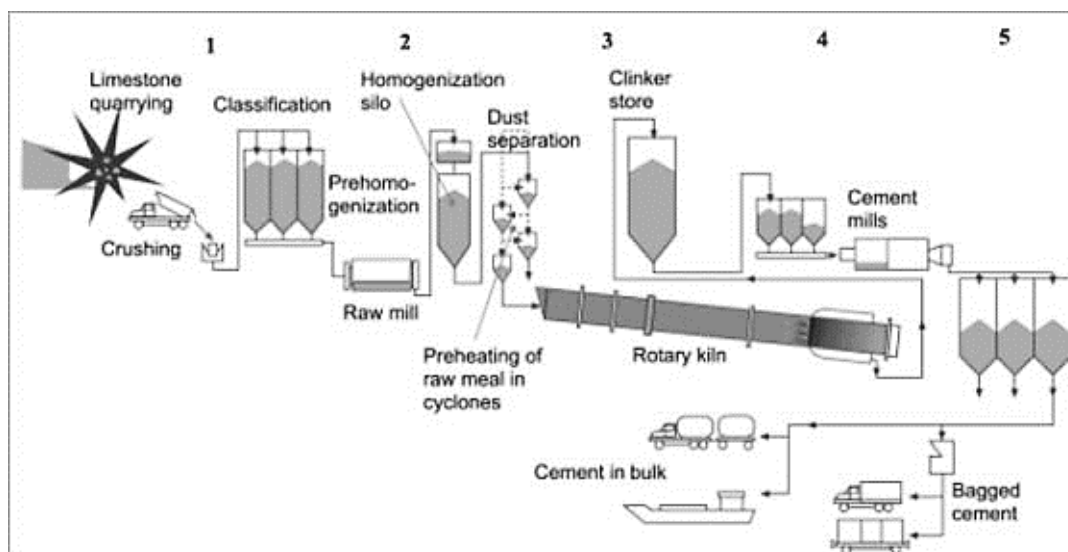 1
2
3
4
5
Limestone
quarrying
Classification
Homogenization
silo
Dust
separation
Clinker
store
Prehomo-
genization
Cement
mills
Crushing
Raw mill
Preheating of
raw meal in
cyclones
Rotary kiln
Cement in bulk
Bagged
cement